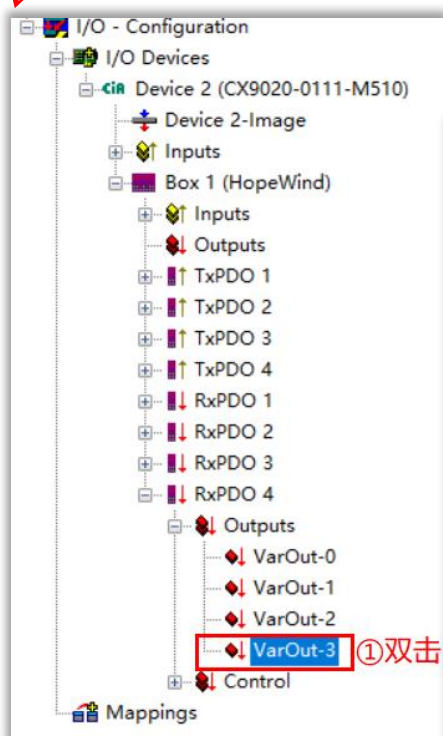 I/O - Configuration
I/O Devices
CiA Device 2 (CX9020-0111-M510)
Device 2-Image
Inputs
Box 1 (HopeWind)
Inputs
Outputs
TxPDO 1
TxPDO 2
TxPDO 3
TxPDO 4
RxPDO 1
RxPDO 2
RxPDO 3
RxPDO 4
Outputs
VarOut-0
VarOut-1
VarOut-2
VarOut-3 ①双击
Control
Mappings